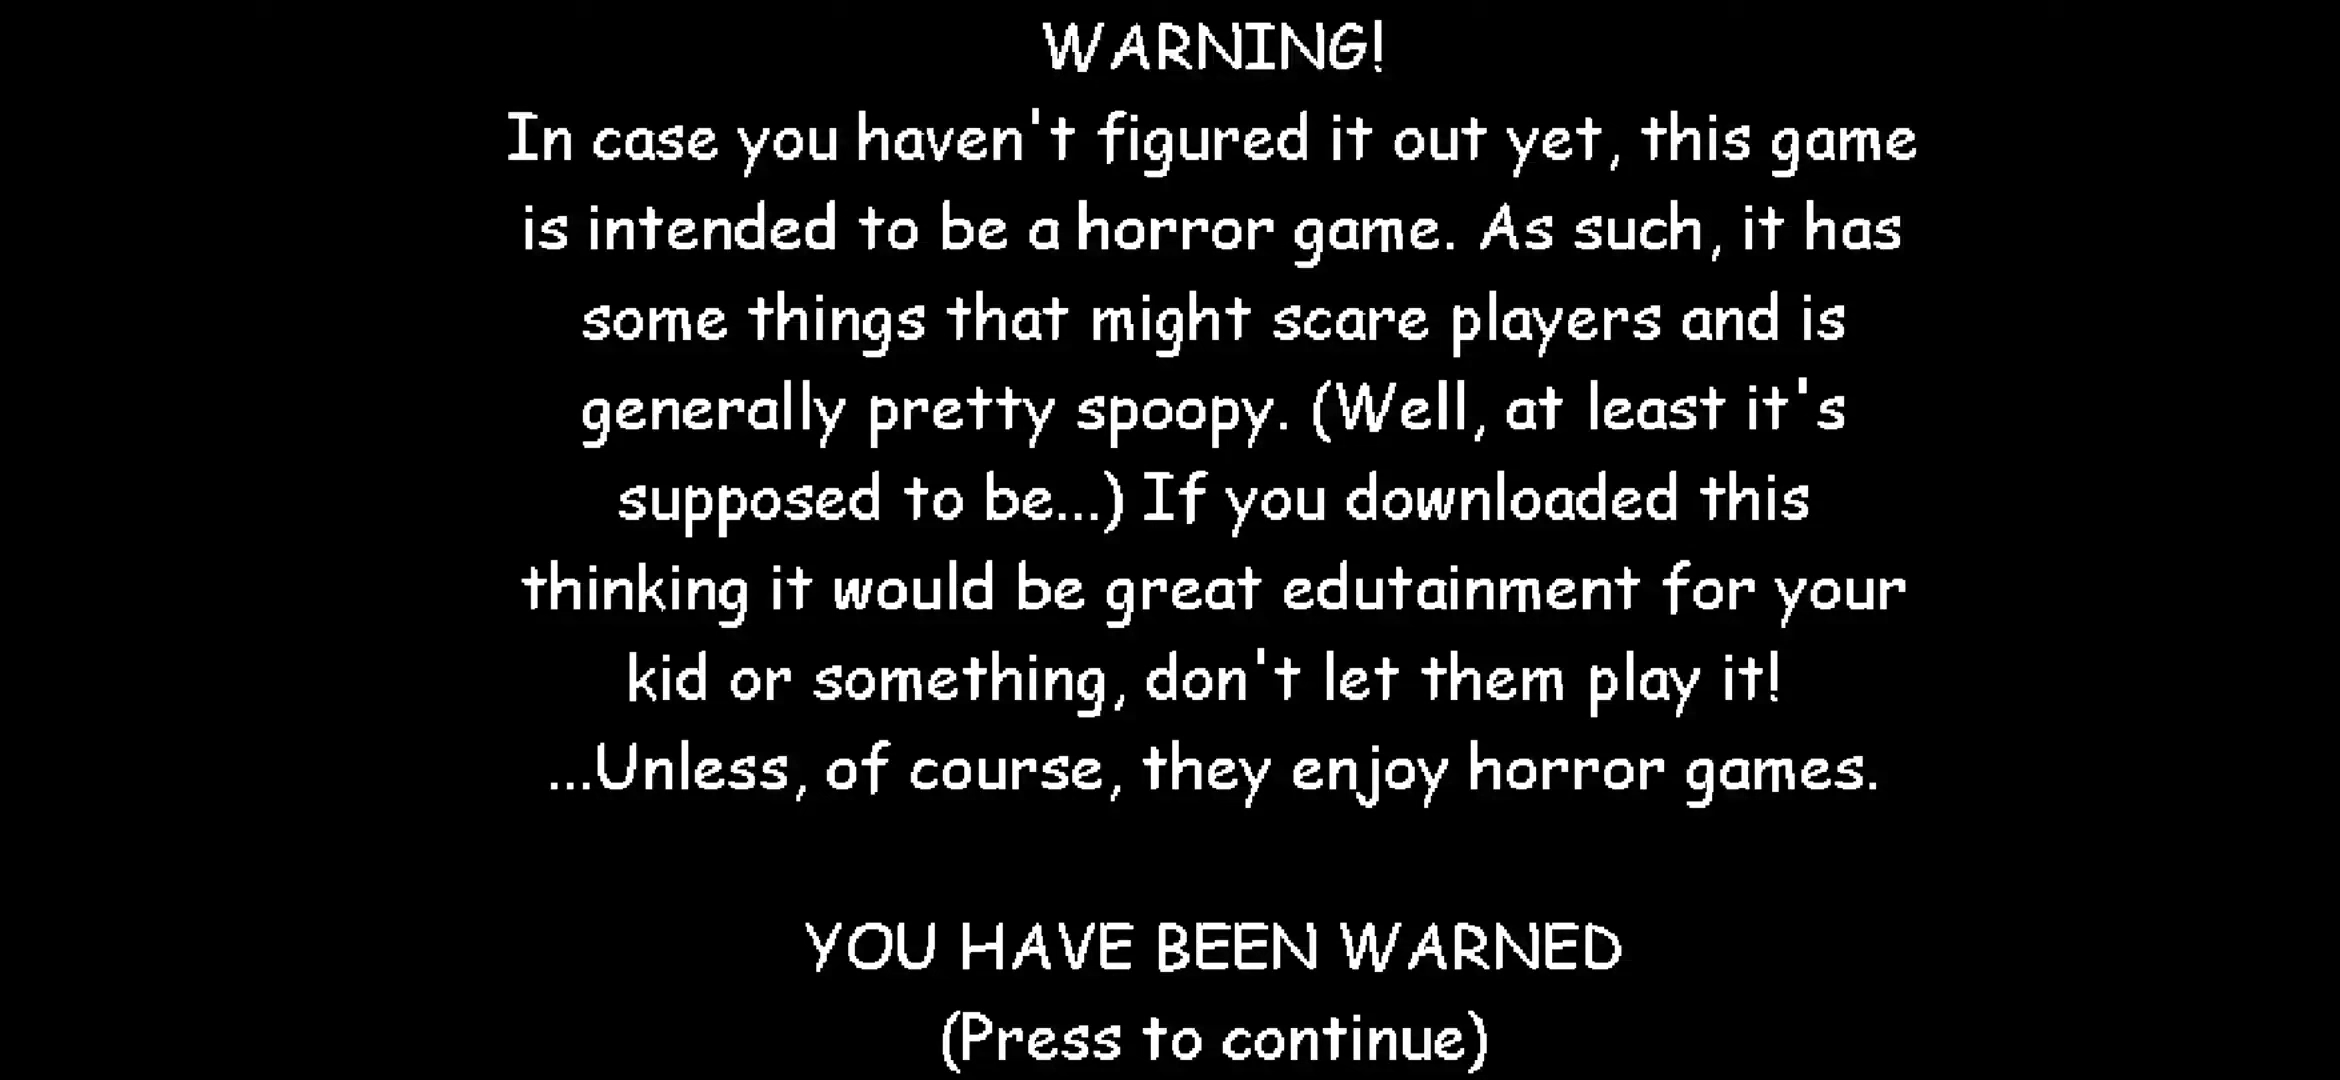 WARNING!
In case you haven't figured it out yet, this game
is intended to be a horror game. As such, it has
some things that might scare players and is
generally pretty spoopy. (Well, at least it's
supposed to be...) If you downloaded this
thinking it would be great edutainment for your
kid or something, don't let them play it!
...Unless, of course, they enjoy horror games.
YOU HAVE BEEN WARNED
(Press to continue)